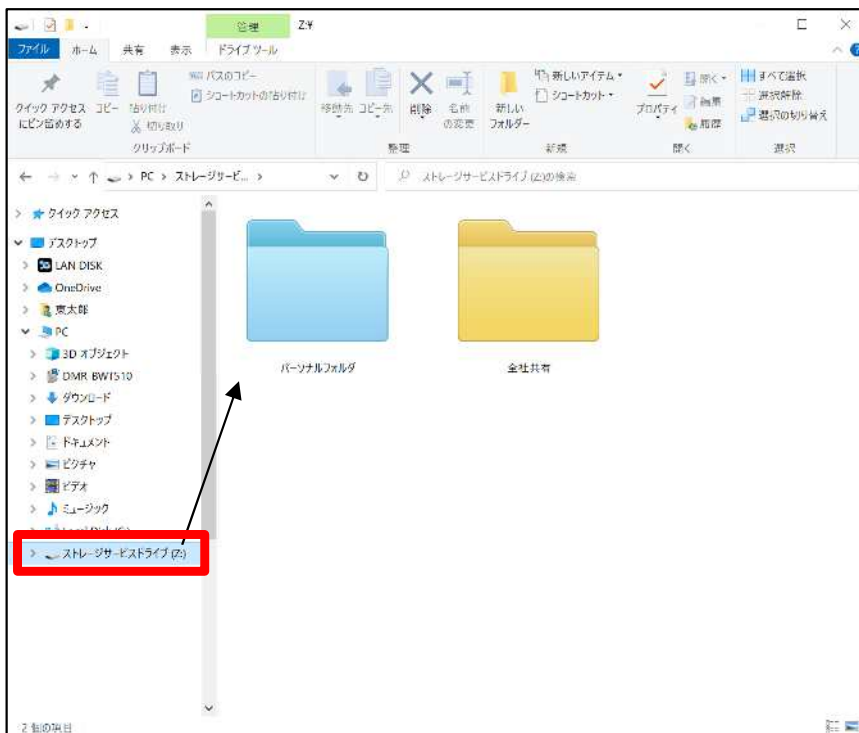 管理 Z:¥
ファイル ホーム 共有 表示 ドライブ ツール
クイック アクセス
にピン留めする
コピー
貼り付け
パスのコピー
ショートカットの貼り付け
切り取り
クリップボード
移動先 コピー先 削除 名前
の変更
整理
新しい
フォルダー
新しいアイテム
ショートカット
新規
プロパティ
開く
編集
履歴
開く
すべて選択
選択解除
選択の切り替え
選択
PC › ストレージサービ... ›
ストレージサービスドライブ (Z:)の検索
クイック アクセス
デスクトップ
LAN DISK
OneDrive
東太郎
PC
3D オブジェクト
DMR-BWT510
ダウンロード
デスクトップ
ドキュメント
ピクチャ
ビデオ
ミュージック
ストレージサービスドライブ (Z:)
パーソナルフォルダ
全社共有
2 個の項目